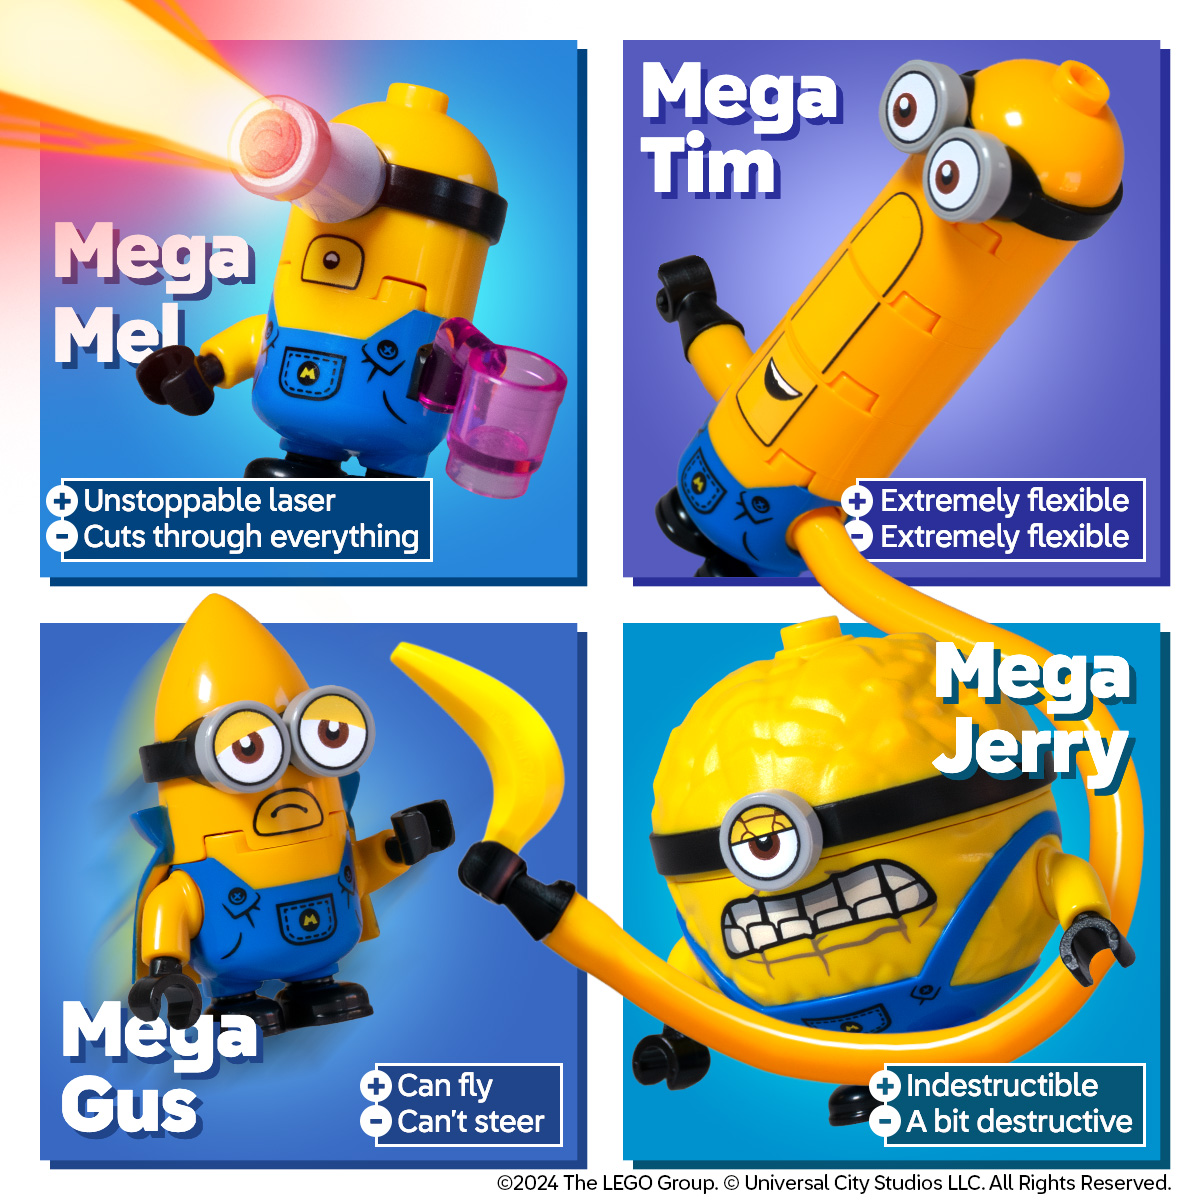 Mega
Mel
+ Unstoppable laser
- Cuts through everything
Mega
Tim
+ Extremely flexible
- Extremely flexible
Mega
Gus
+ Can fly
- Can't steer
Mega
Jerry
+ Indestructible
- A bit destructive
©2024 The LEGO Group. © Universal City Studios LLC. All Rights Reserved.